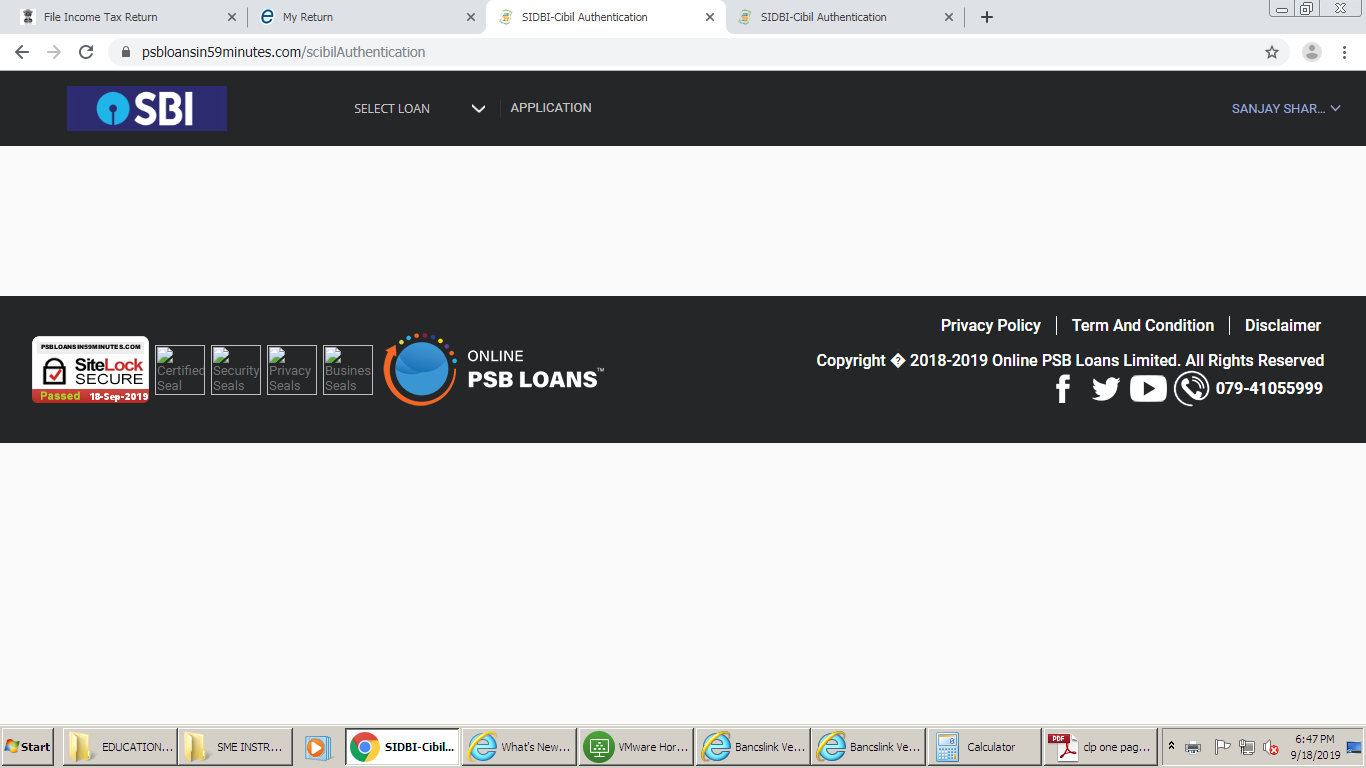 File Income Tax Return
My Return
SIDBI-Cibil Authentication
SIDBI-Cibil Authentication
psbloansin59minutes.com/scibilAuthentication
SBI
SELECT LOAN
APPLICATION
SANJAY SHAR...
Privacy Policy
Term And Condition
Disclaimer
Copyright � 2018-2019 Online PSB Loans Limited. All Rights Reserved
079-41055999
PSBLOANSIN59MINUTES.COM
SiteLock
SECURE
Passed 18-Sep-2019
Certified
Seal
Security
Seals
Privacy
Seals
Business
Seals
ONLINE
PSB LOANS™
Start
EDUCATION...
SME INSTR...
SIDBI-Cibil...
What's New...
VMware Hor...
Bancslink Ve...
Bancslink Ve...
Calculator
PDF
clp one pag...
6:47 PM
9/18/2019